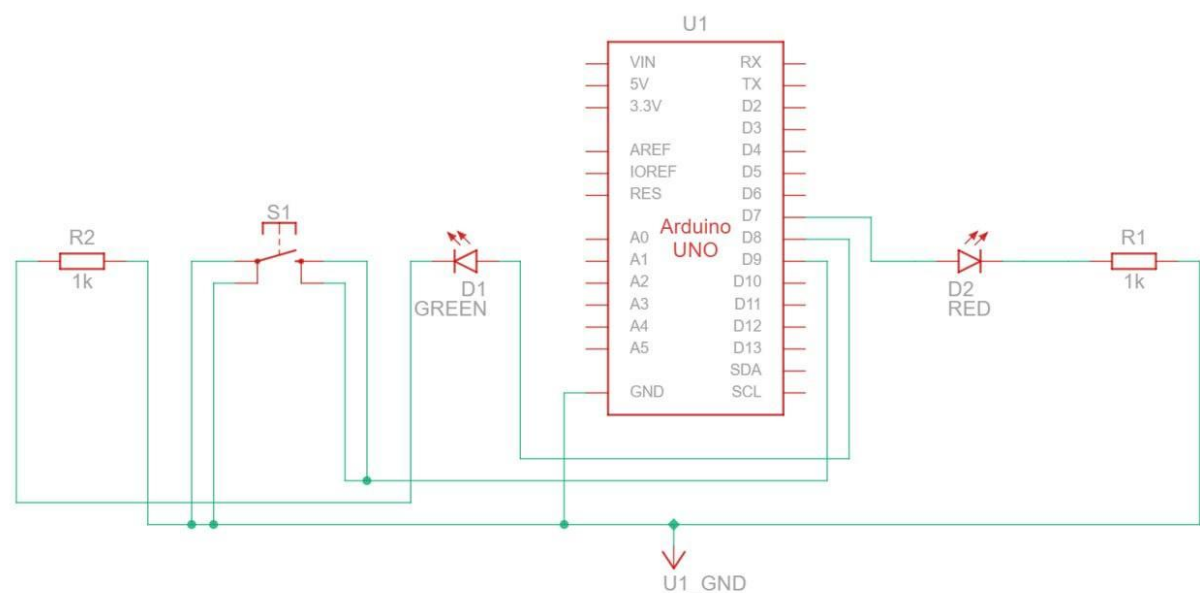 U1
VIN
5V
3.3V
AREF
IOREF
RES
A0
A1
A2
A3
A4
A5
GND
Arduino
UNO
RX
TX
D2
D3
D4
D5
D6
D7
D8
D9
D10
D11
D12
D13
SDA
SCL
R2
1k
S1
D1
GREEN
D2
RED
R1
1k
U1_GND